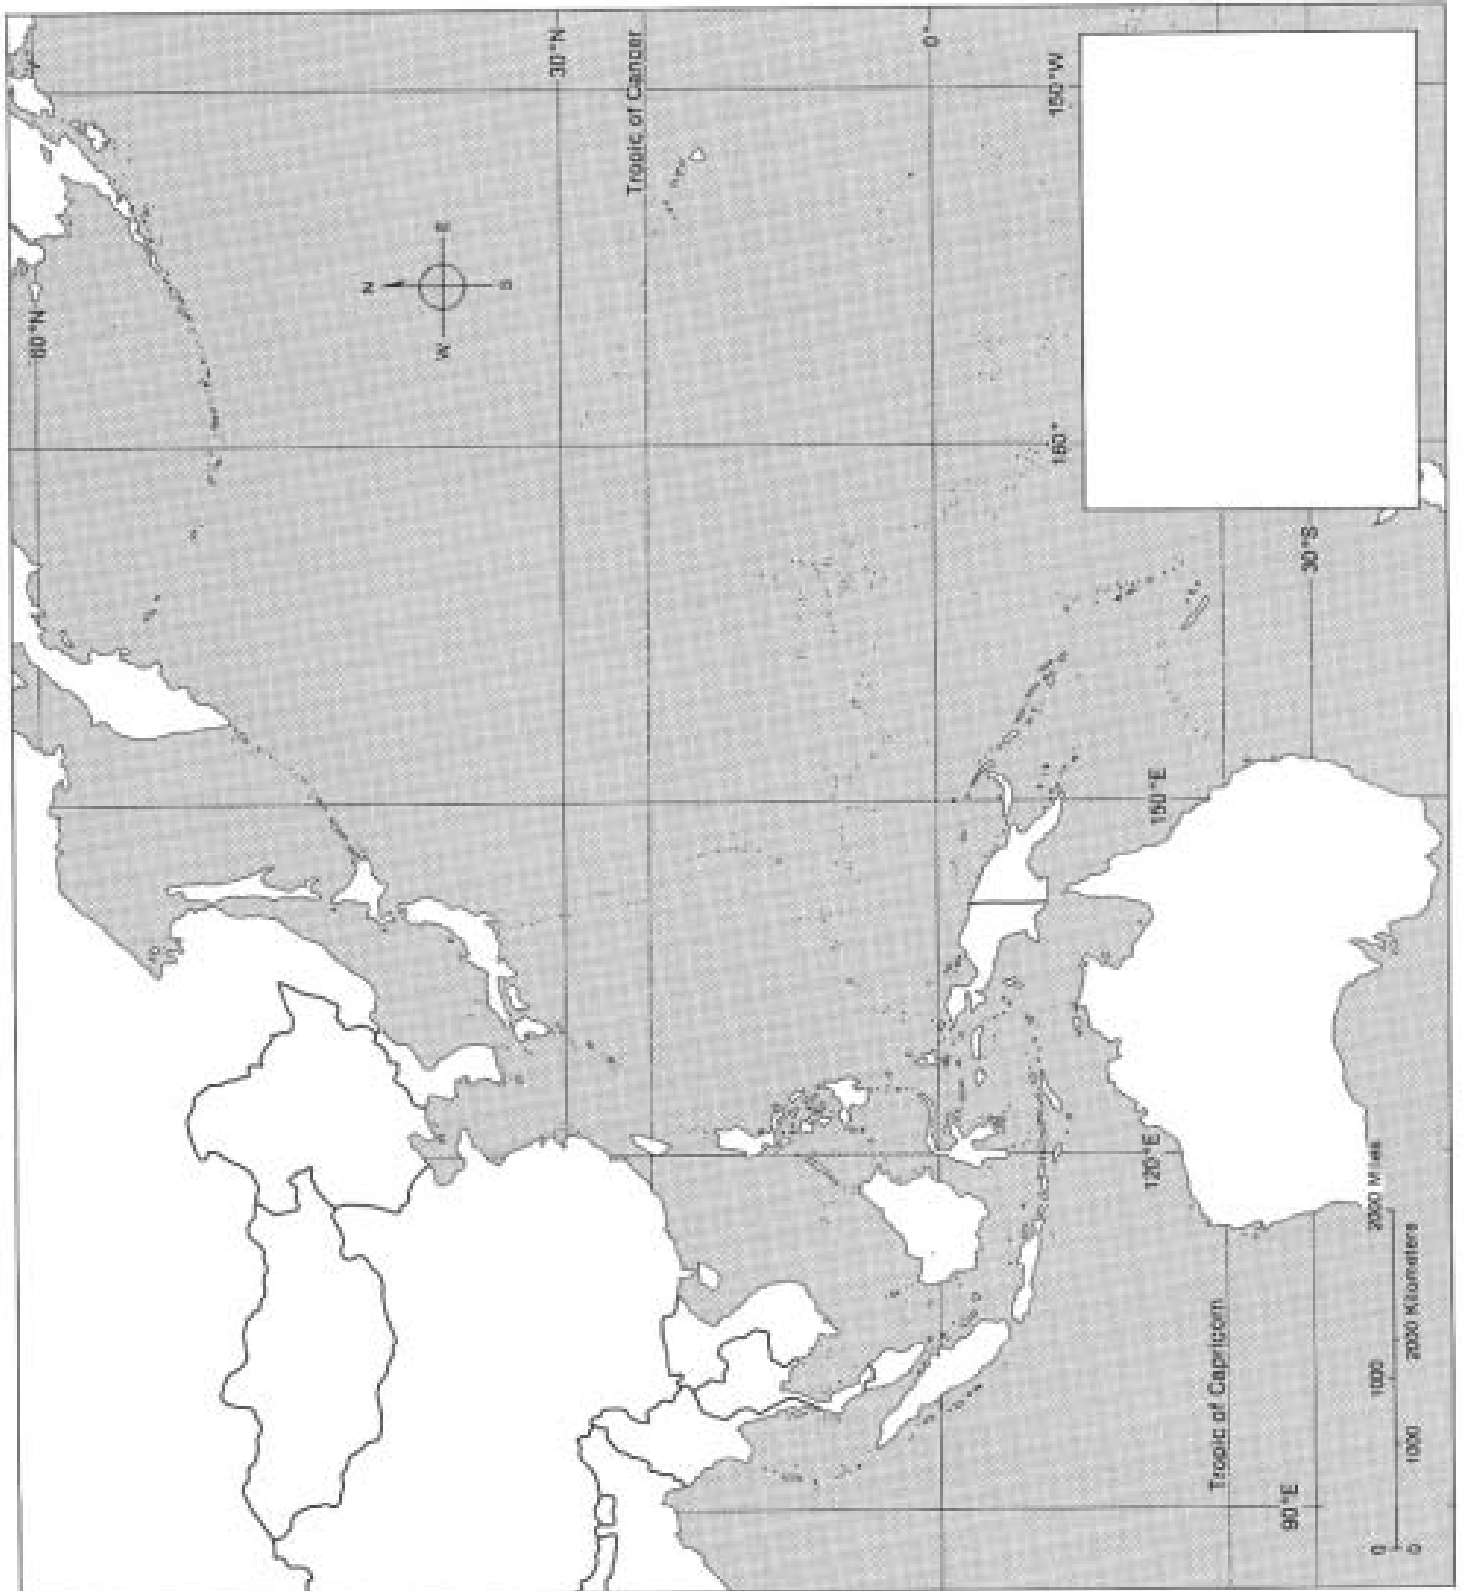 60°N
N
W
E
S
30°N
Tropic of Cancer
0°
150°W
180°
150°E
120°E
90°E
Tropic of Capricorn
30°S
0 1000 2000 Miles
0 1000 2000 Kilometers